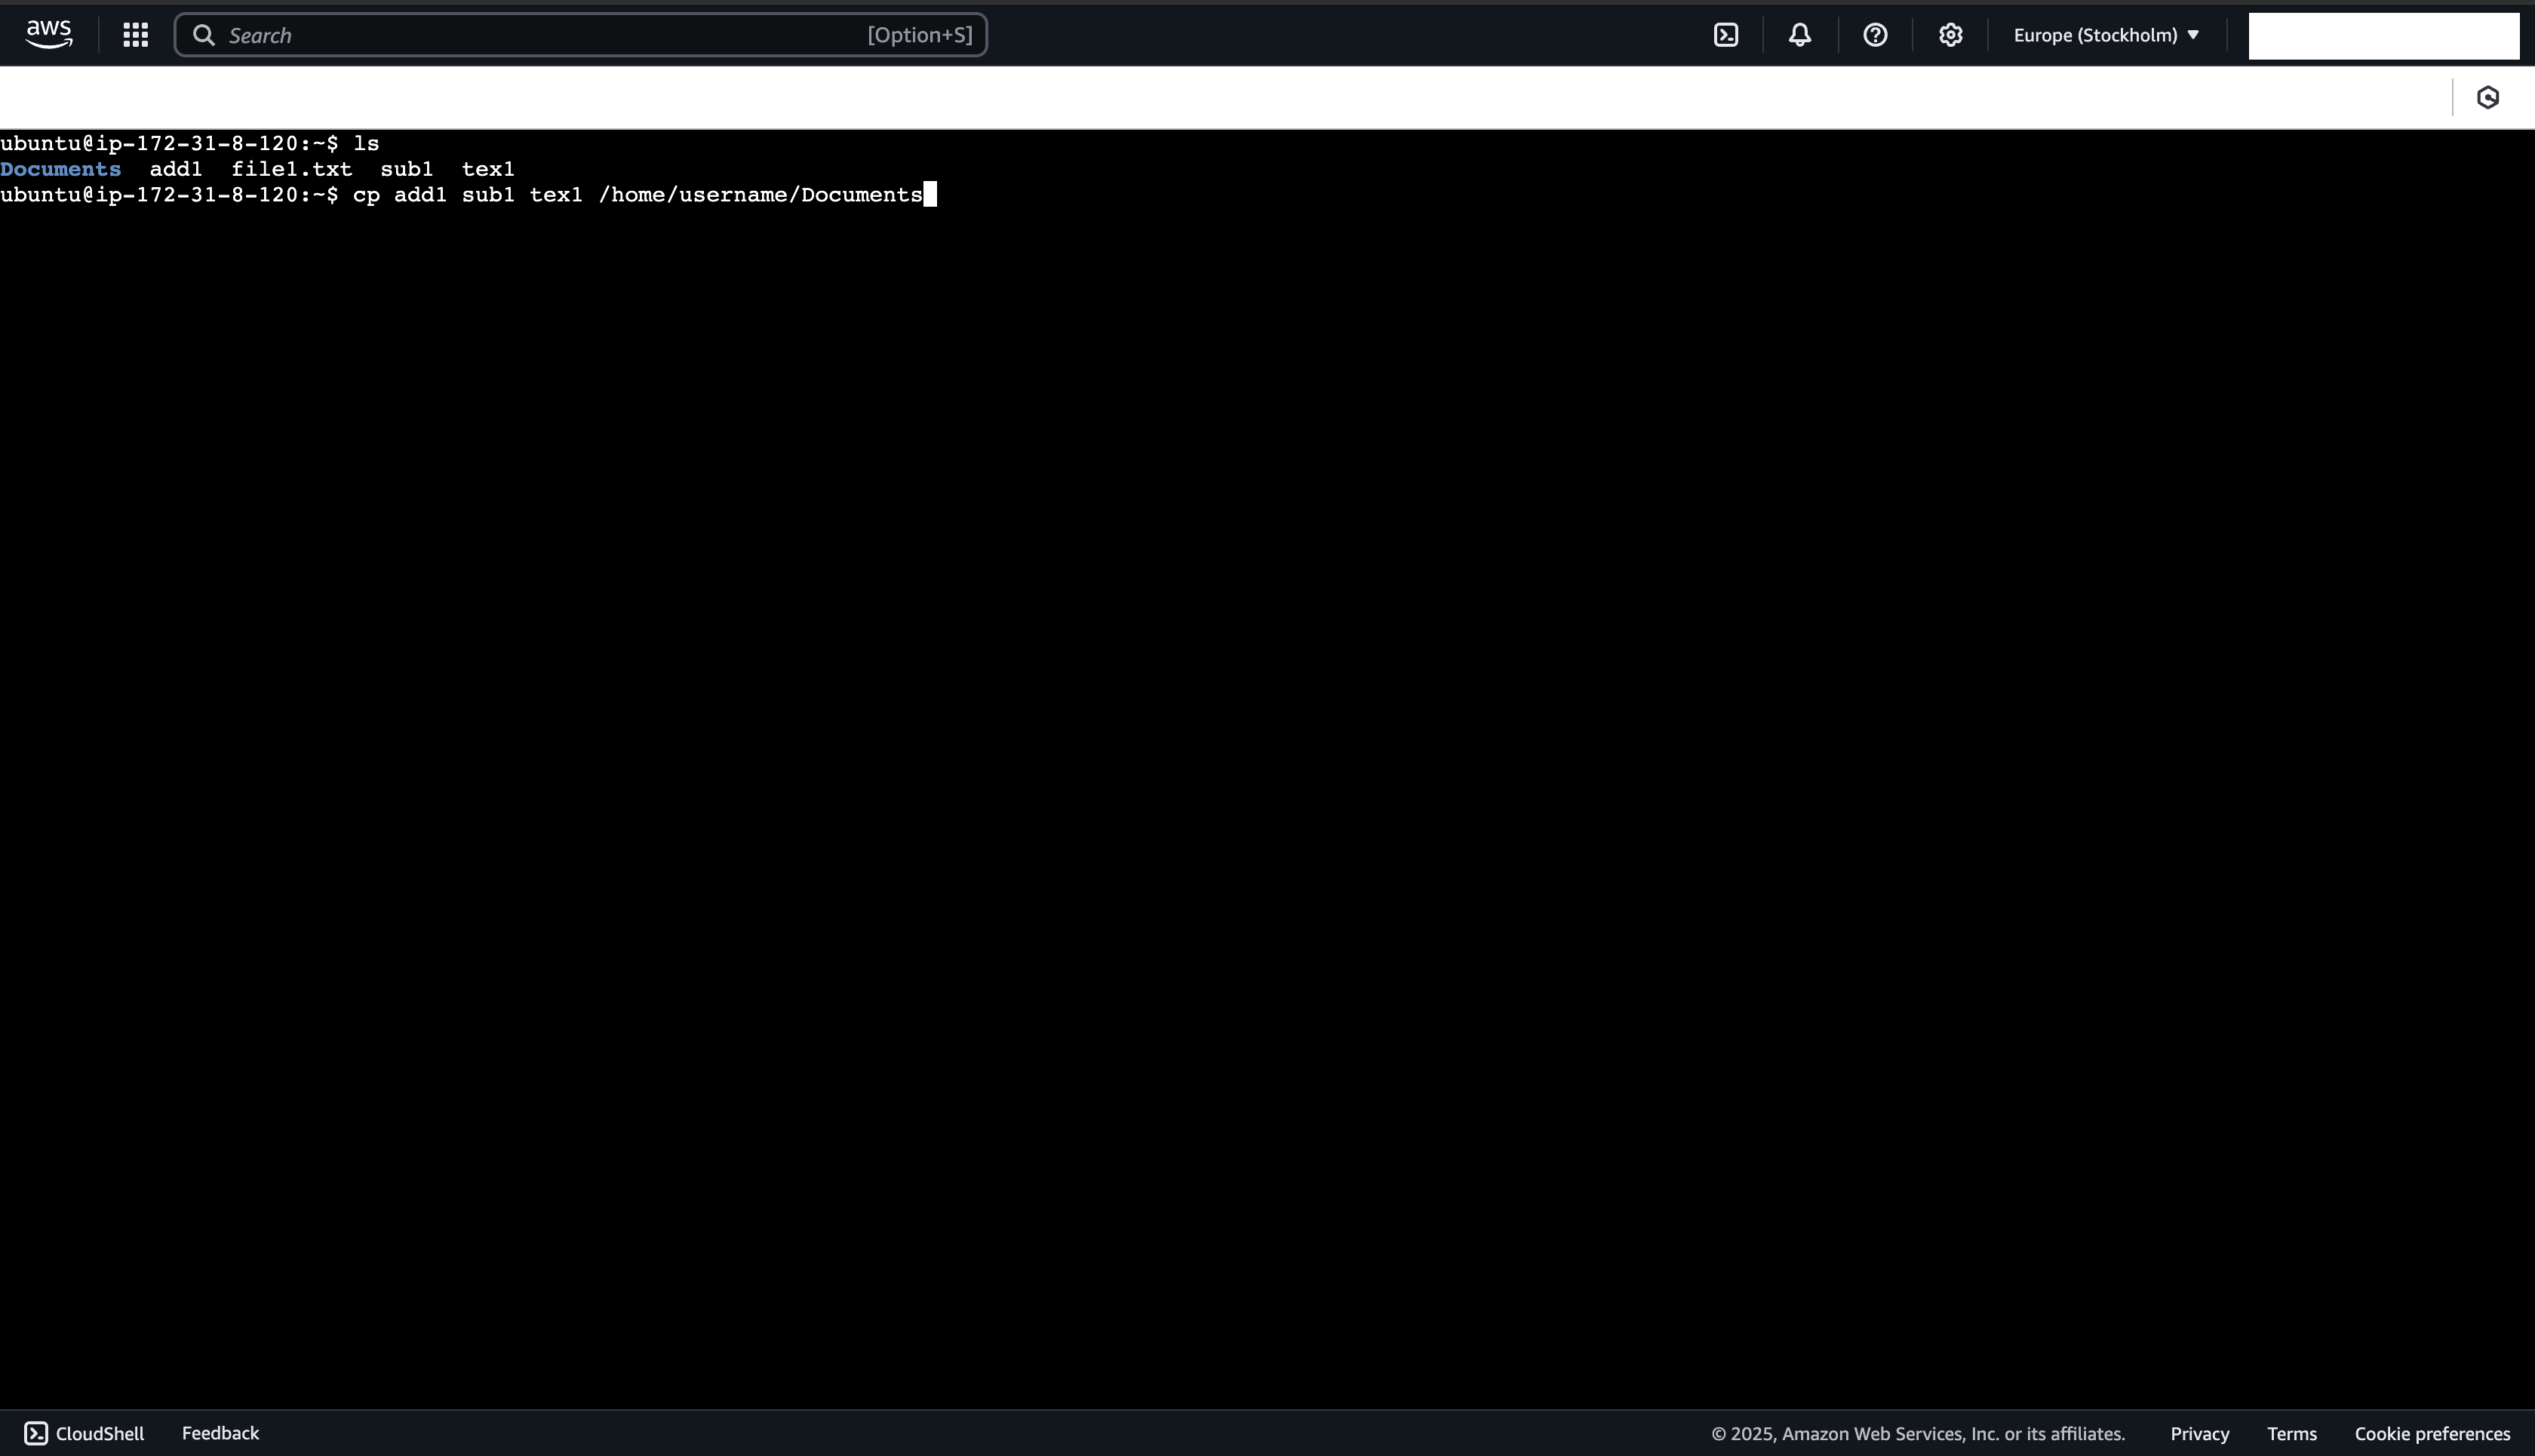 aws
Search [Option+S]
Europe (Stockholm)
ubuntu@ip-172-31-8-120:~$ ls
Documents  add1  file1.txt  sub1  tex1
ubuntu@ip-172-31-8-120:~$ cp add1 sub1 tex1 /home/username/Documents
CloudShell Feedback © 2025, Amazon Web Services, Inc. or its affiliates. Privacy Terms Cookie preferences